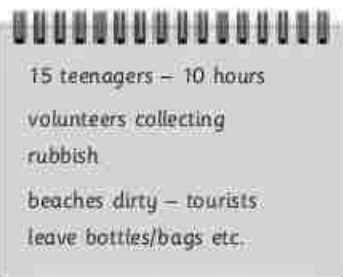 15 teenagers – 10 hours
volunteers collecting
rubbish
beaches dirty – tourists
leave bottles/bags etc.